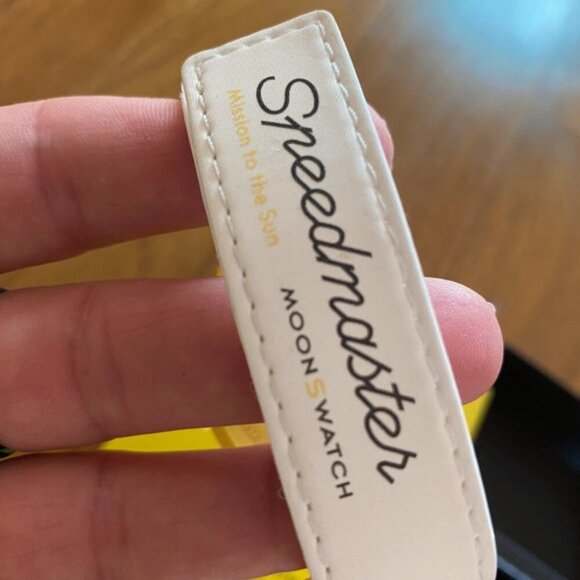 Speedmaster
MOONSWATCH
Mission to the Sun